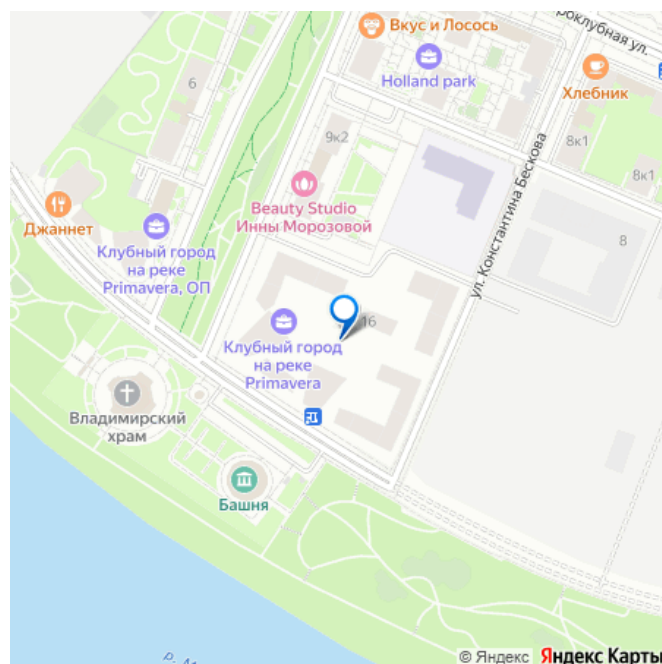 Вкус и Лосось
роклубная ул.
Holland park
Хлебник
6
9к2
8к1
8к1
ул. Константина Бескова
Beauty Studio
Инны Морозовой
Джаннет
Клубный город
на реке
Primavera, ОП
8
16
Клубный город
на реке
Primavera
Владимирский
храм
Башня
© Яндекс Яндекс Карты